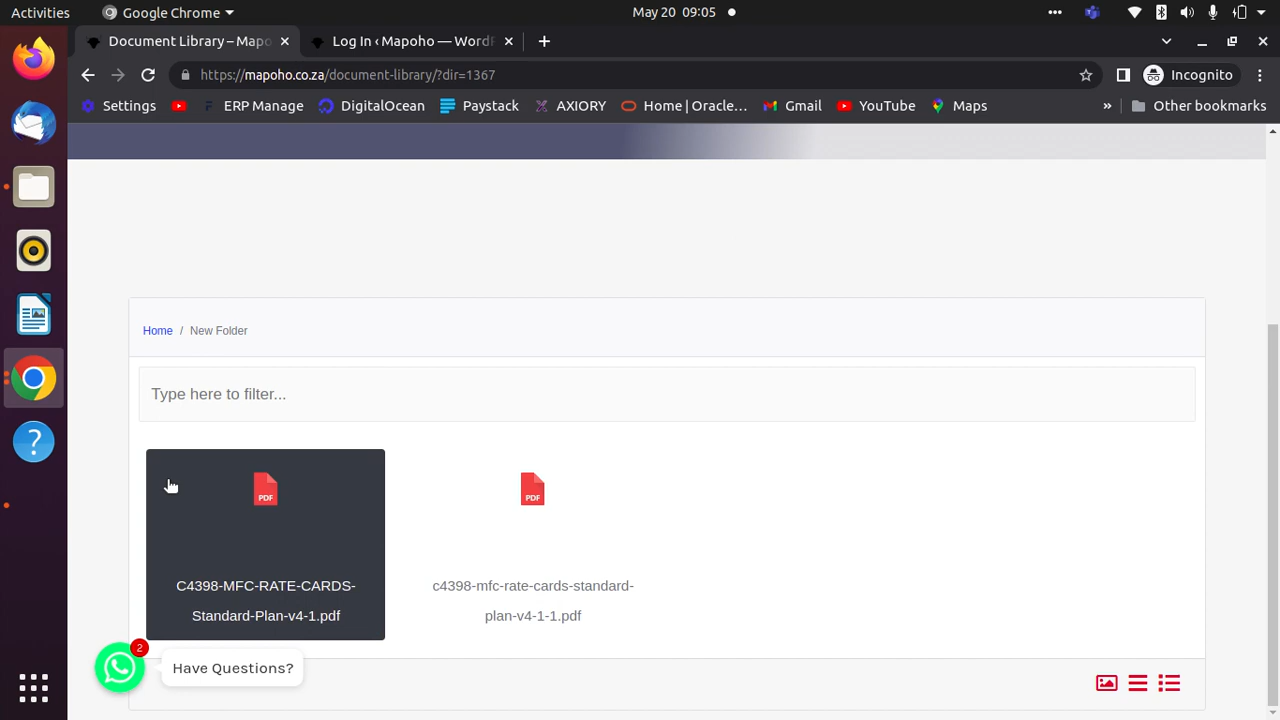 Activities
Google Chrome
May 20 09:05
Document Library – Mapo
Log In ‹ Mapoho — WordP
https://mapoho.co.za/document-library/?dir=1367
Incognito
Settings
ERP Manage
DigitalOcean
Paystack
AXIORY
Home | Oracle…
Gmail
YouTube
Maps
»
Other bookmarks
Home / New Folder
Type here to filter...
PDF
PDF
C4398-MFC-RATE-CARDS-
Standard-Plan-v4-1.pdf
c4398-mfc-rate-cards-standard-
plan-v4-1-1.pdf
2
Have Questions?